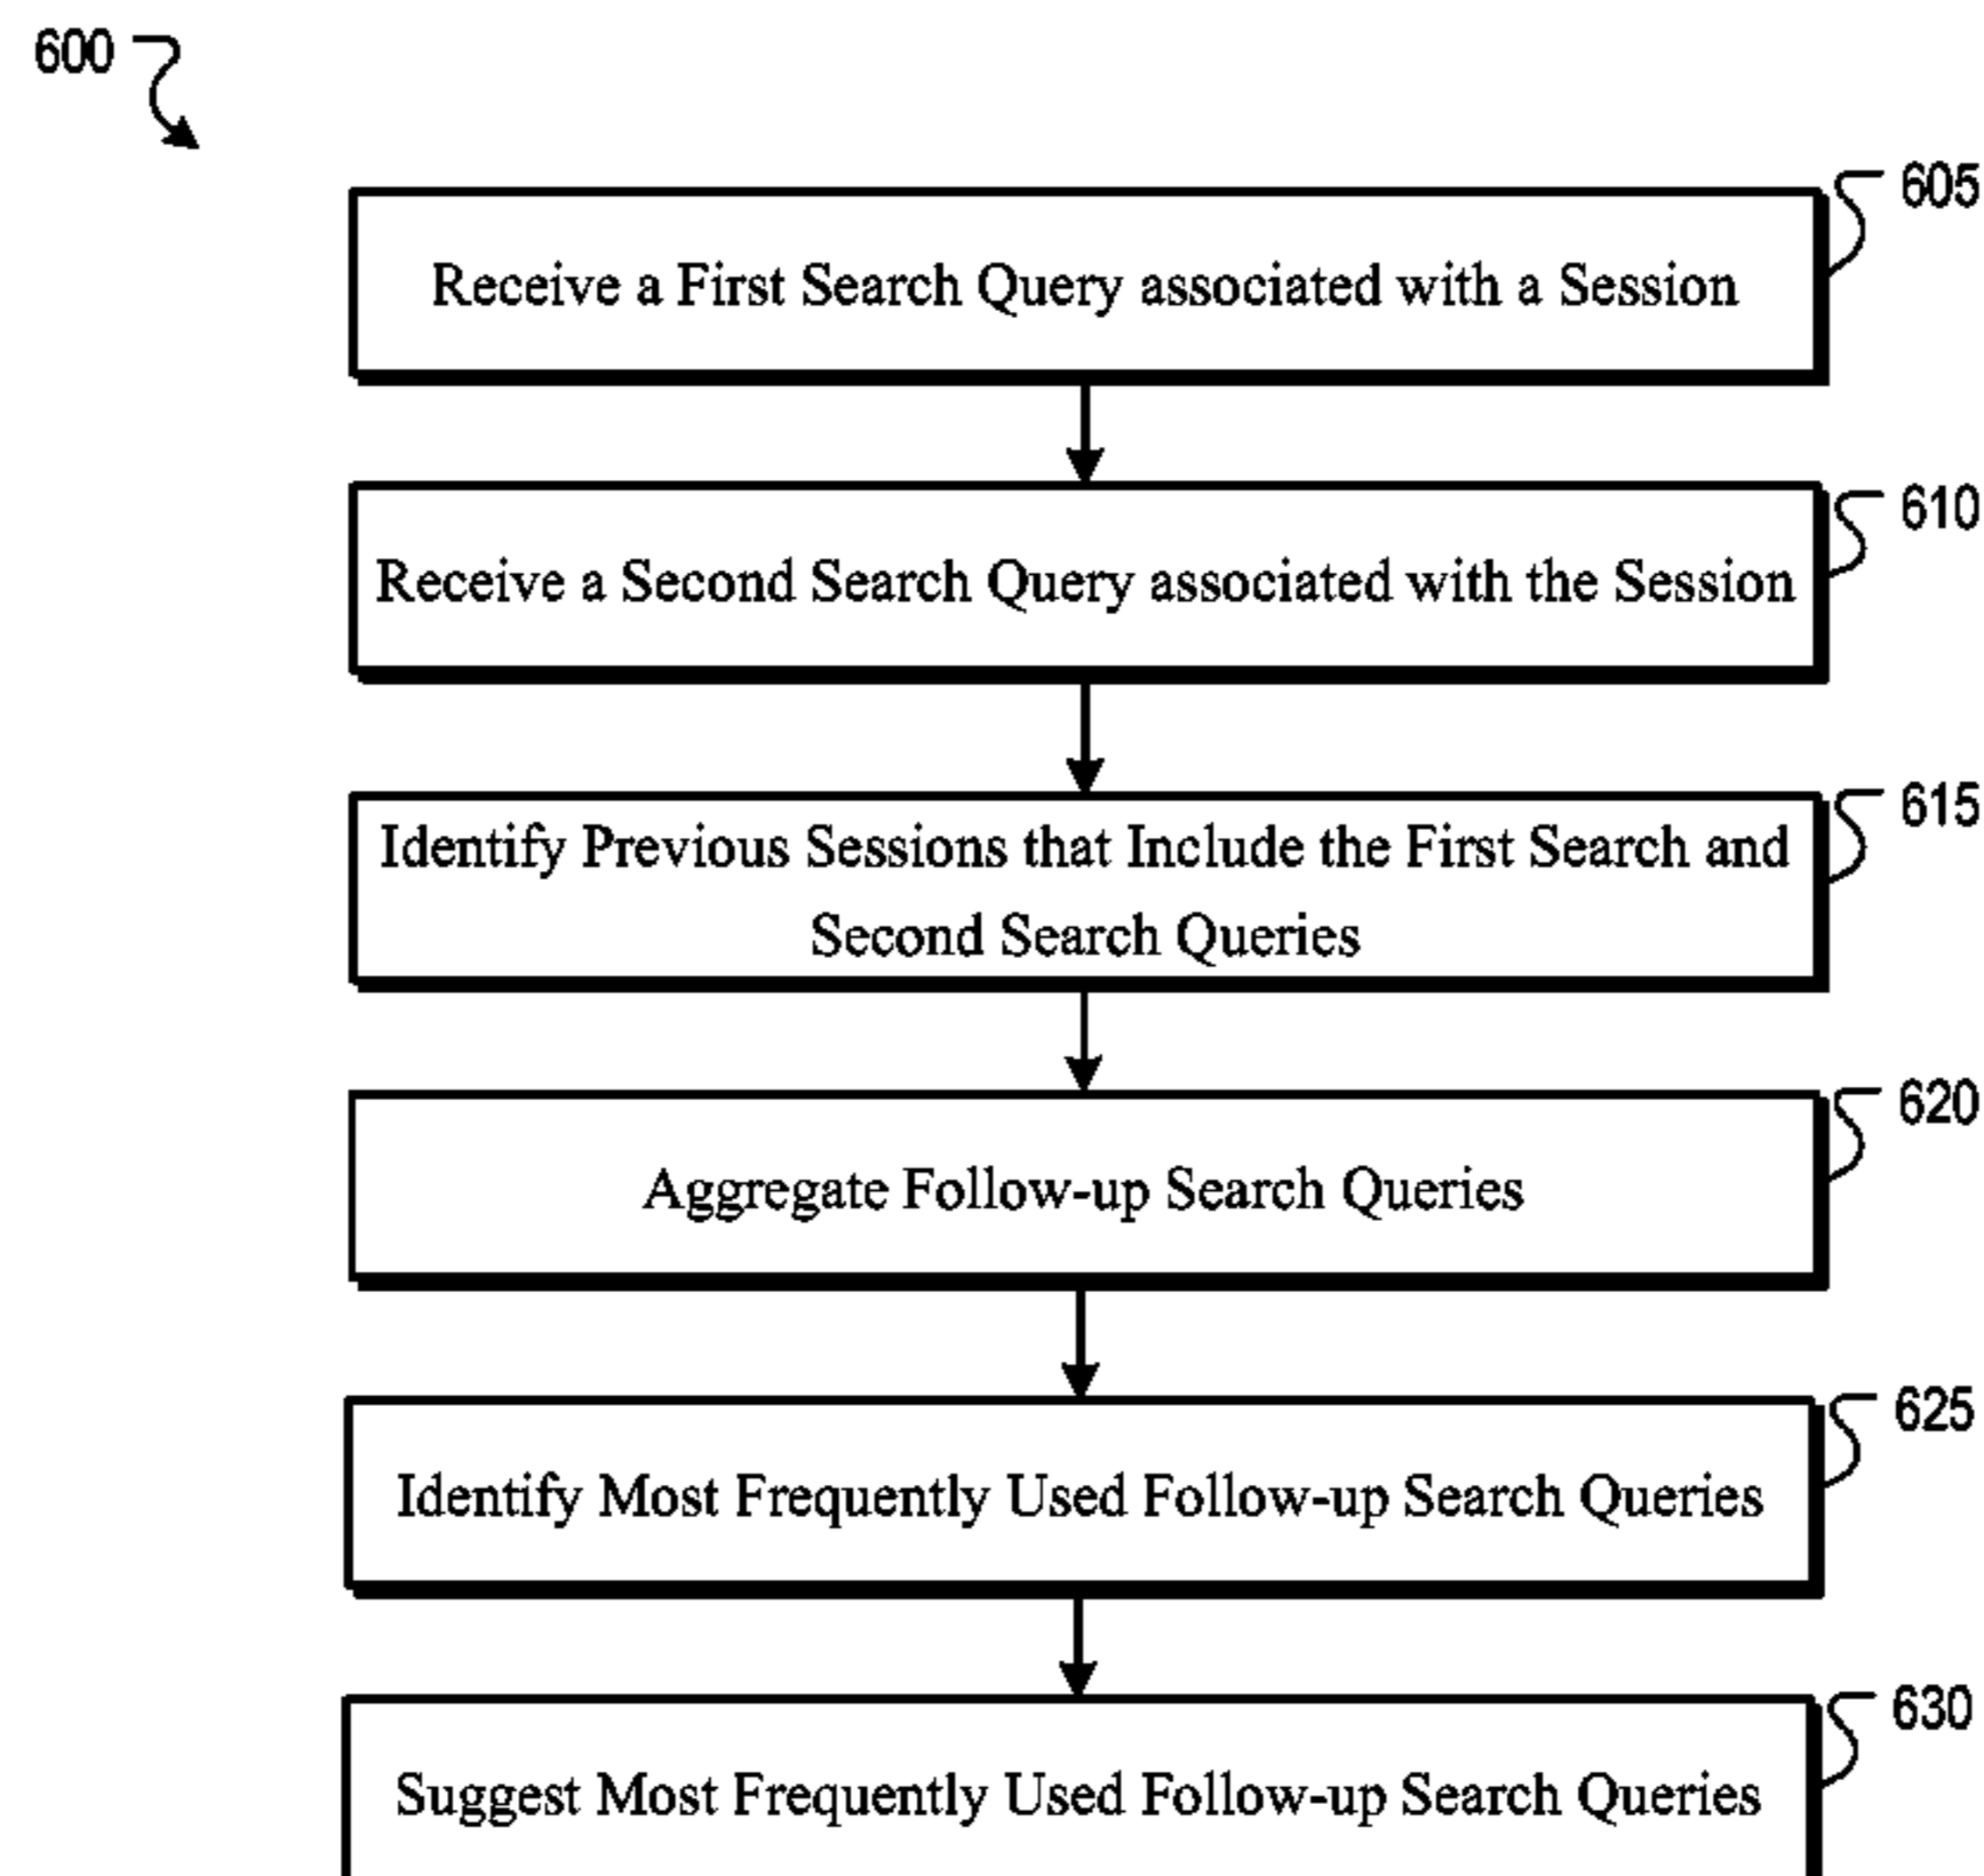 600
605
Receive a First Search Query associated with a Session
610
Receive a Second Search Query associated with the Session
615
Identify Previous Sessions that Include the First Search and
Second Search Queries
620
Aggregate Follow-up Search Queries
625
Identify Most Frequently Used Follow-up Search Queries
630
Suggest Most Frequently Used Follow-up Search Queries